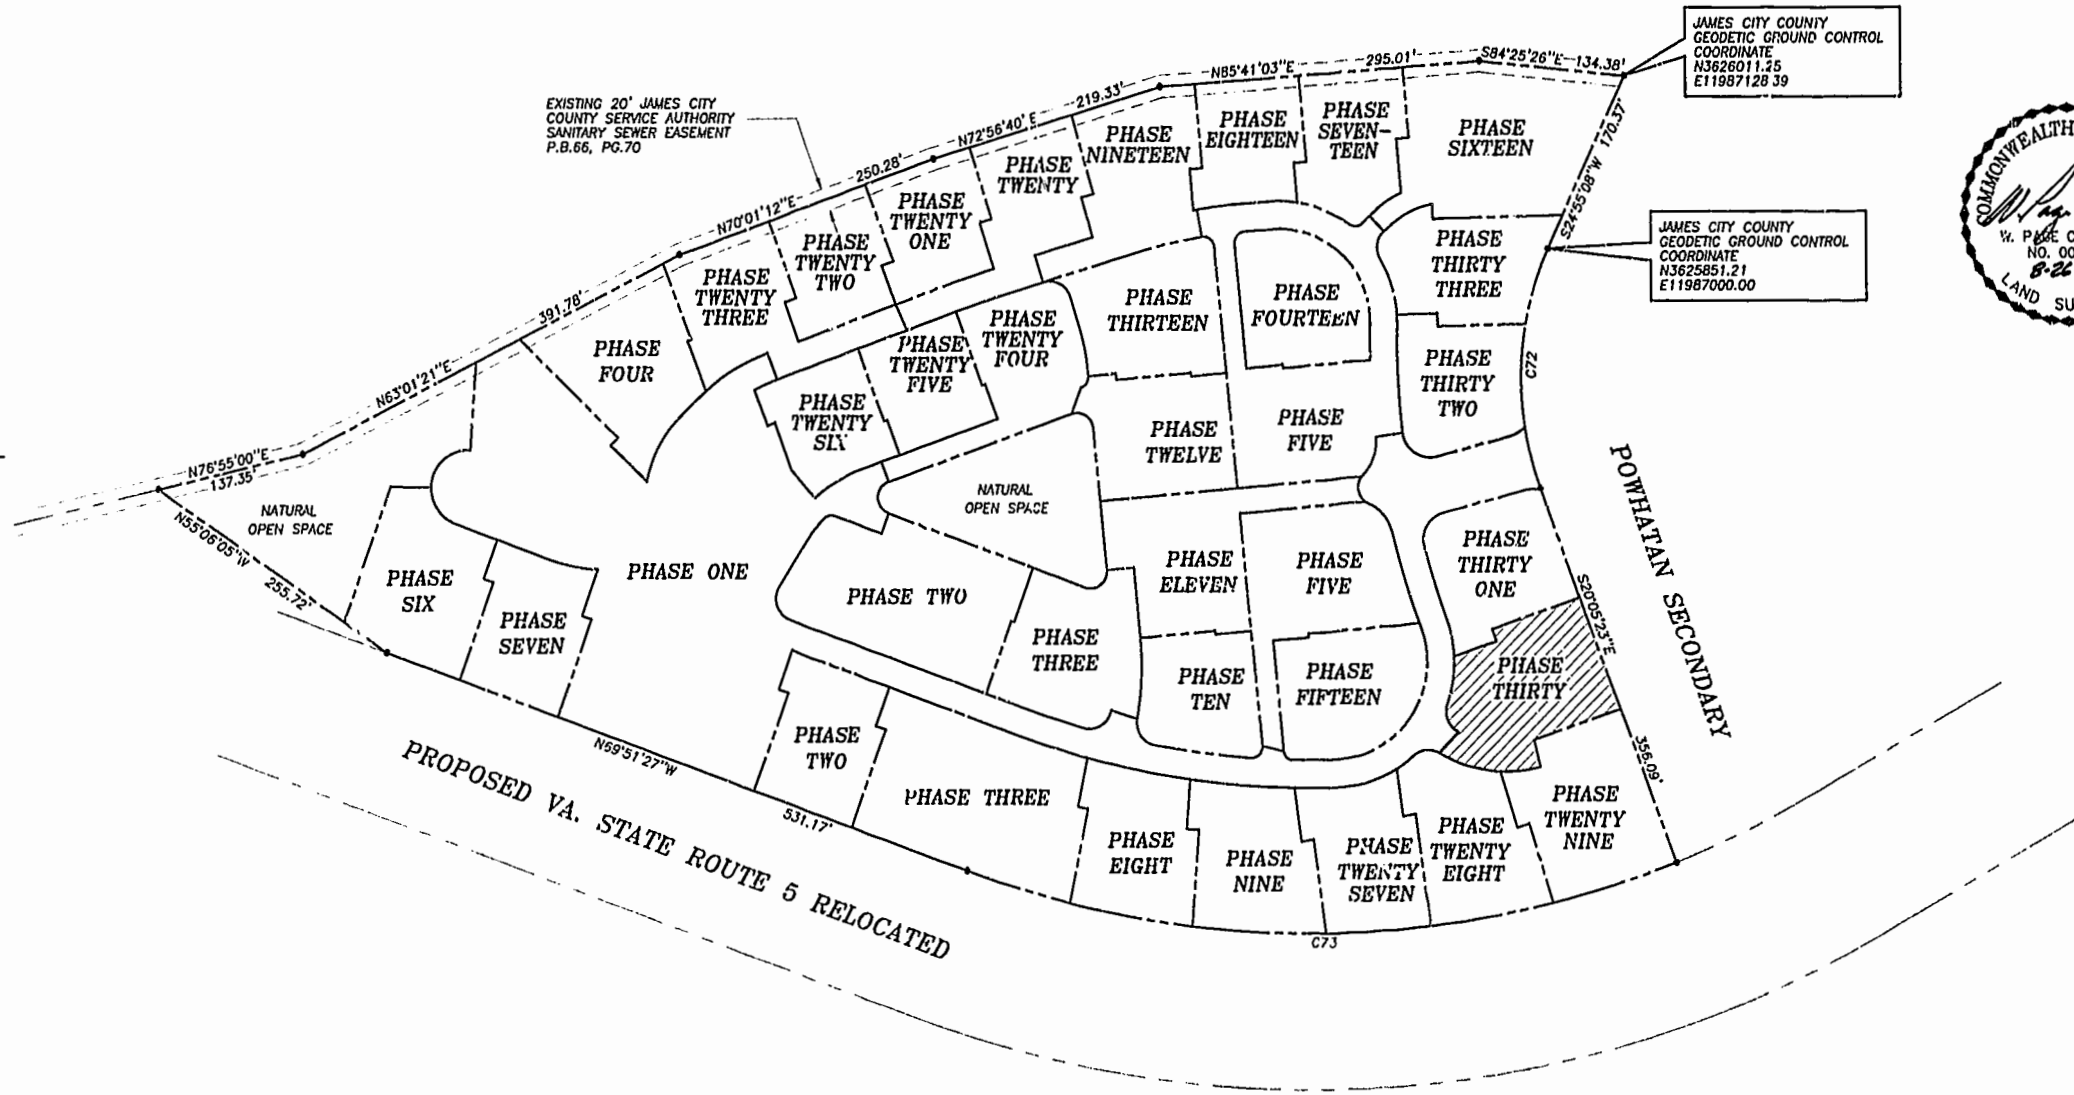 JAMES CITY COUNTY
GEODETIC GROUND CONTROL
COORDINATE
N3626011.25
E11987128 39
S84°25'26"E 134.38'
295.01'
N85°41'03"E
219.33'
N72°56'40" E
250.28'
N70°01'12"E
391.78'
N63°01'21"E
N76°55'00"E
137.35'
EXISTING 20' JAMES CITY
COUNTY SERVICE AUTHORITY
SANITARY SEWER EASEMENT
P.B.66, PG.70
S24°55'08"W 170.37'
JAMES CITY COUNTY
GEODETIC GROUND CONTROL
COORDINATE
N3625851.21
E11987000.00
COMMONWEALTH
W. PAGE
NO. 00
8-26
LAND SU
PHASE
NINETEEN
PHASE
EIGHTEEN
PHASE
SEVEN-
TEEN
PHASE
SIXTEEN
PHASE
TWENTY
PHASE
TWENTY
ONE
PHASE
TWENTY
TWO
PHASE
TWENTY
THREE
PHASE
FOUR
PHASE
THIRTY
THREE
PHASE
THIRTEEN
PHASE
FOURTEEN
PHASE
TWENTY
FOUR
PHASE
TWENTY
FIVE
PHASE
TWENTY
SIX
PHASE
THIRTY
TWO
C72
PHASE
TWELVE
PHASE
FIVE
NATURAL
OPEN SPACE
NATURAL
OPEN SPACE
N55°06'05"W
255.72'
PHASE
SIX
PHASE
SEVEN
PHASE ONE
PHASE TWO
PHASE
THREE
PHASE
ELEVEN
PHASE
FIVE
PHASE
THIRTY
ONE
POWHATAN SECONDARY
S20°05'23"E
356.09'
PHASE
THIRTY
PHASE
TEN
PHASE
FIFTEEN
PHASE
TWO
PHASE THREE
PHASE
EIGHT
PHASE
NINE
PHASE
TWENTY
SEVEN
PHASE
TWENTY
EIGHT
PHASE
TWENTY
NINE
N69°51'27"W
531.17'
C73
PROPOSED VA. STATE ROUTE 5 RELOCATED